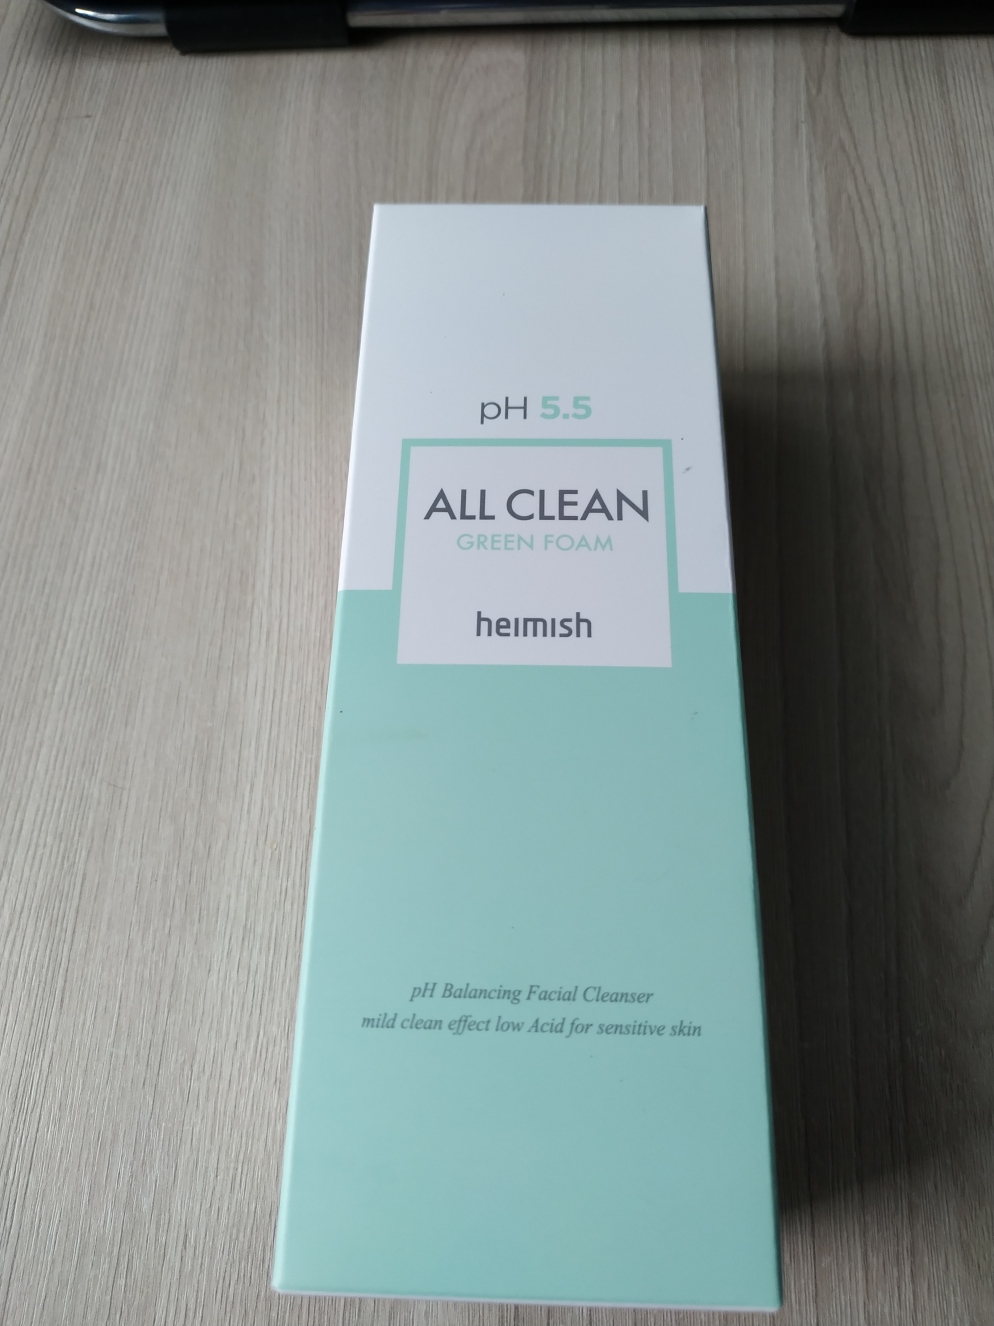 pH 5.5
ALL CLEAN
GREEN FOAM
heimish
pH Balancing Facial Cleanser
mild clean effect low Acid for sensitive skin